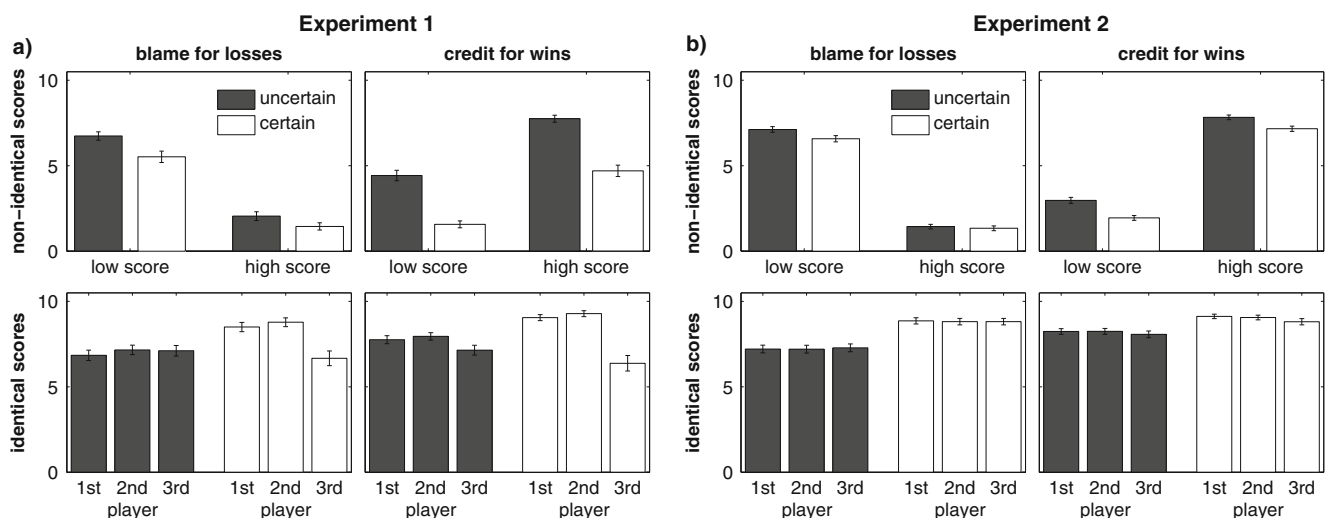 Experiment 1
a)
blame for losses
credit for wins
non-identical scores
10
5
0
uncertain
certain
low score
high score
low score
high score
identical scores
10
5
0
1st 2nd 3rd
player
1st 2nd 3rd
player
1st 2nd 3rd
player
1st 2nd 3rd
player
Experiment 2
b)
blame for losses
credit for wins
non-identical scores
10
5
0
uncertain
certain
low score
high score
low score
high score
identical scores
10
5
0
1st 2nd 3rd
player
1st 2nd 3rd
player
1st 2nd 3rd
player
1st 2nd 3rd
player